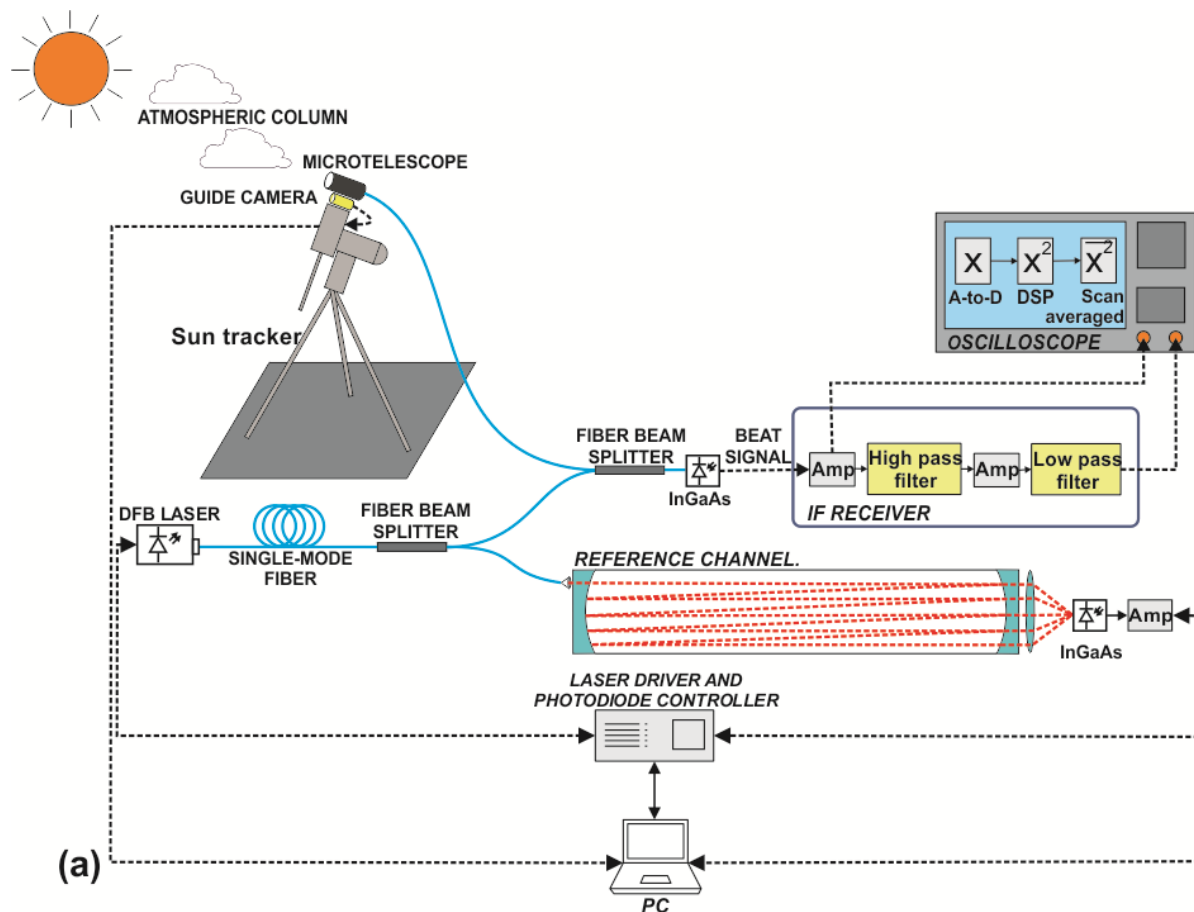 ATMOSPHERIC COLUMN
MICROTELESCOPE
GUIDE CAMERA
Sun tracker
X
X²
X²
A-to-D
DSP
Scan
averaged
OSCILLOSCOPE
FIBER BEAM
SPLITTER
BEAT
SIGNAL
InGaAs
Amp
High pass
filter
Amp
Low pass
filter
IF RECEIVER
DFB LASER
SINGLE-MODE
FIBER
FIBER BEAM
SPLITTER
REFERENCE CHANNEL.
InGaAs
Amp
LASER DRIVER AND
PHOTODIODE CONTROLLER
PC
(a)